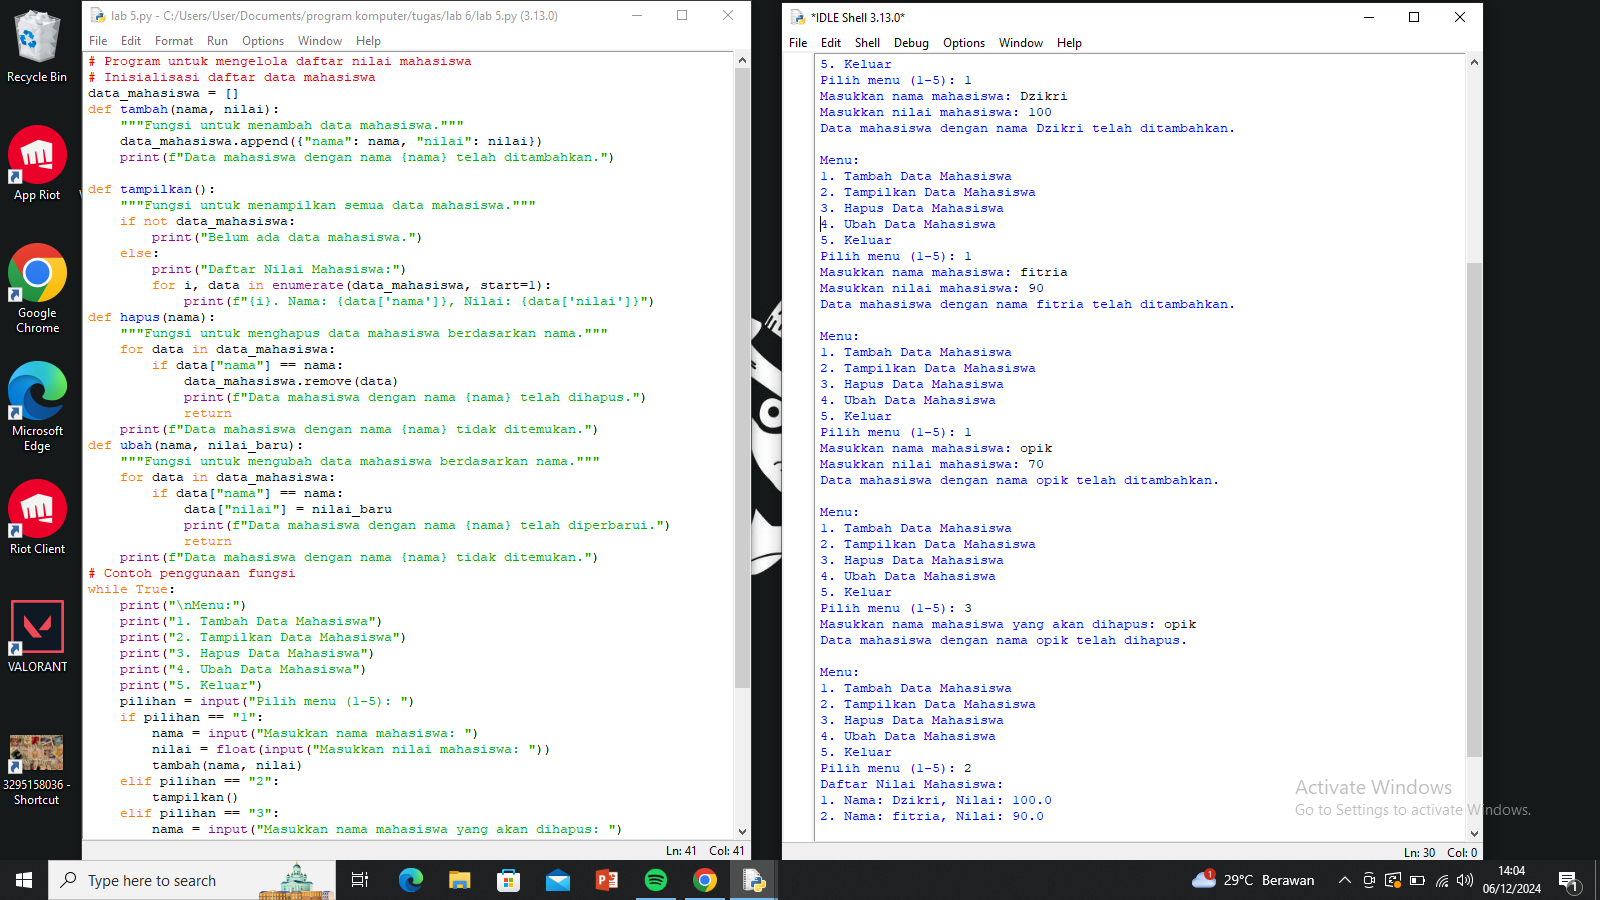 Recycle Bin
App Riot
Google
Chrome
Microsoft
Edge
Riot Client
VALORANT
3295158036 -
Shortcut
lab 5.py - C:/Users/User/Documents/program komputer/tugas/lab 6/lab 5.py (3.13.0)
File Edit Format Run Options Window Help
# Program untuk mengelola daftar nilai mahasiswa
# Inisialisasi daftar data mahasiswa
data_mahasiswa = []
def tambah(nama, nilai):
    """Fungsi untuk menambah data mahasiswa."""
    data_mahasiswa.append({"nama": nama, "nilai": nilai})
    print(f"Data mahasiswa dengan nama {nama} telah ditambahkan.")

def tampilkan():
    """Fungsi untuk menampilkan semua data mahasiswa."""
    if not data_mahasiswa:
        print("Belum ada data mahasiswa.")
    else:
        print("Daftar Nilai Mahasiswa:")
        for i, data in enumerate(data_mahasiswa, start=1):
            print(f"{i}. Nama: {data['nama']}, Nilai: {data['nilai']}")
def hapus(nama):
    """Fungsi untuk menghapus data mahasiswa berdasarkan nama."""
    for data in data_mahasiswa:
        if data["nama"] == nama:
            data_mahasiswa.remove(data)
            print(f"Data mahasiswa dengan nama {nama} telah dihapus.")
            return
    print(f"Data mahasiswa dengan nama {nama} tidak ditemukan.")
def ubah(nama, nilai_baru):
    """Fungsi untuk mengubah data mahasiswa berdasarkan nama."""
    for data in data_mahasiswa:
        if data["nama"] == nama:
            data["nilai"] = nilai_baru
            print(f"Data mahasiswa dengan nama {nama} telah diperbarui.")
            return
    print(f"Data mahasiswa dengan nama {nama} tidak ditemukan.")
# Contoh penggunaan fungsi
while True:
    print("\nMenu:")
    print("1. Tambah Data Mahasiswa")
    print("2. Tampilkan Data Mahasiswa")
    print("3. Hapus Data Mahasiswa")
    print("4. Ubah Data Mahasiswa")
    print("5. Keluar")
    pilihan = input("Pilih menu (1-5): ")
    if pilihan == "1":
        nama = input("Masukkan nama mahasiswa: ")
        nilai = float(input("Masukkan nilai mahasiswa: "))
        tambah(nama, nilai)
    elif pilihan == "2":
        tampilkan()
    elif pilihan == "3":
        nama = input("Masukkan nama mahasiswa yang akan dihapus: ")
Ln: 41 Col: 41
*IDLE Shell 3.13.0*
File Edit Shell Debug Options Window Help
5. Keluar
Pilih menu (1-5): 1
Masukkan nama mahasiswa: Dzikri
Masukkan nilai mahasiswa: 100
Data mahasiswa dengan nama Dzikri telah ditambahkan.

Menu:
1. Tambah Data Mahasiswa
2. Tampilkan Data Mahasiswa
3. Hapus Data Mahasiswa
4. Ubah Data Mahasiswa
5. Keluar
Pilih menu (1-5): 1
Masukkan nama mahasiswa: fitria
Masukkan nilai mahasiswa: 90
Data mahasiswa dengan nama fitria telah ditambahkan.

Menu:
1. Tambah Data Mahasiswa
2. Tampilkan Data Mahasiswa
3. Hapus Data Mahasiswa
4. Ubah Data Mahasiswa
5. Keluar
Pilih menu (1-5): 1
Masukkan nama mahasiswa: opik
Masukkan nilai mahasiswa: 70
Data mahasiswa dengan nama opik telah ditambahkan.

Menu:
1. Tambah Data Mahasiswa
2. Tampilkan Data Mahasiswa
3. Hapus Data Mahasiswa
4. Ubah Data Mahasiswa
5. Keluar
Pilih menu (1-5): 3
Masukkan nama mahasiswa yang akan dihapus: opik
Data mahasiswa dengan nama opik telah dihapus.

Menu:
1. Tambah Data Mahasiswa
2. Tampilkan Data Mahasiswa
3. Hapus Data Mahasiswa
4. Ubah Data Mahasiswa
5. Keluar
Pilih menu (1-5): 2
Daftar Nilai Mahasiswa:
1. Nama: Dzikri, Nilai: 100.0
2. Nama: fitria, Nilai: 90.0
Ln: 30 Col: 0
Activate Windows
Go to Settings to activate Windows.
Type here to search
1
29°C Berawan
14:04
06/12/2024
1